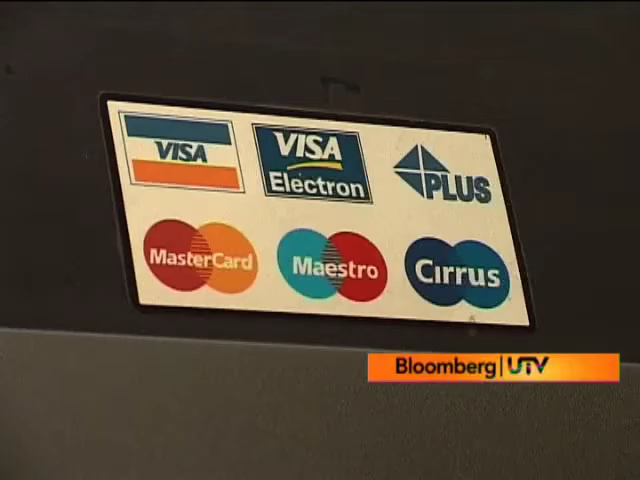 VISA
VISA Electron
PLUS
MasterCard
Maestro
Cirrus
Bloomberg | UTV